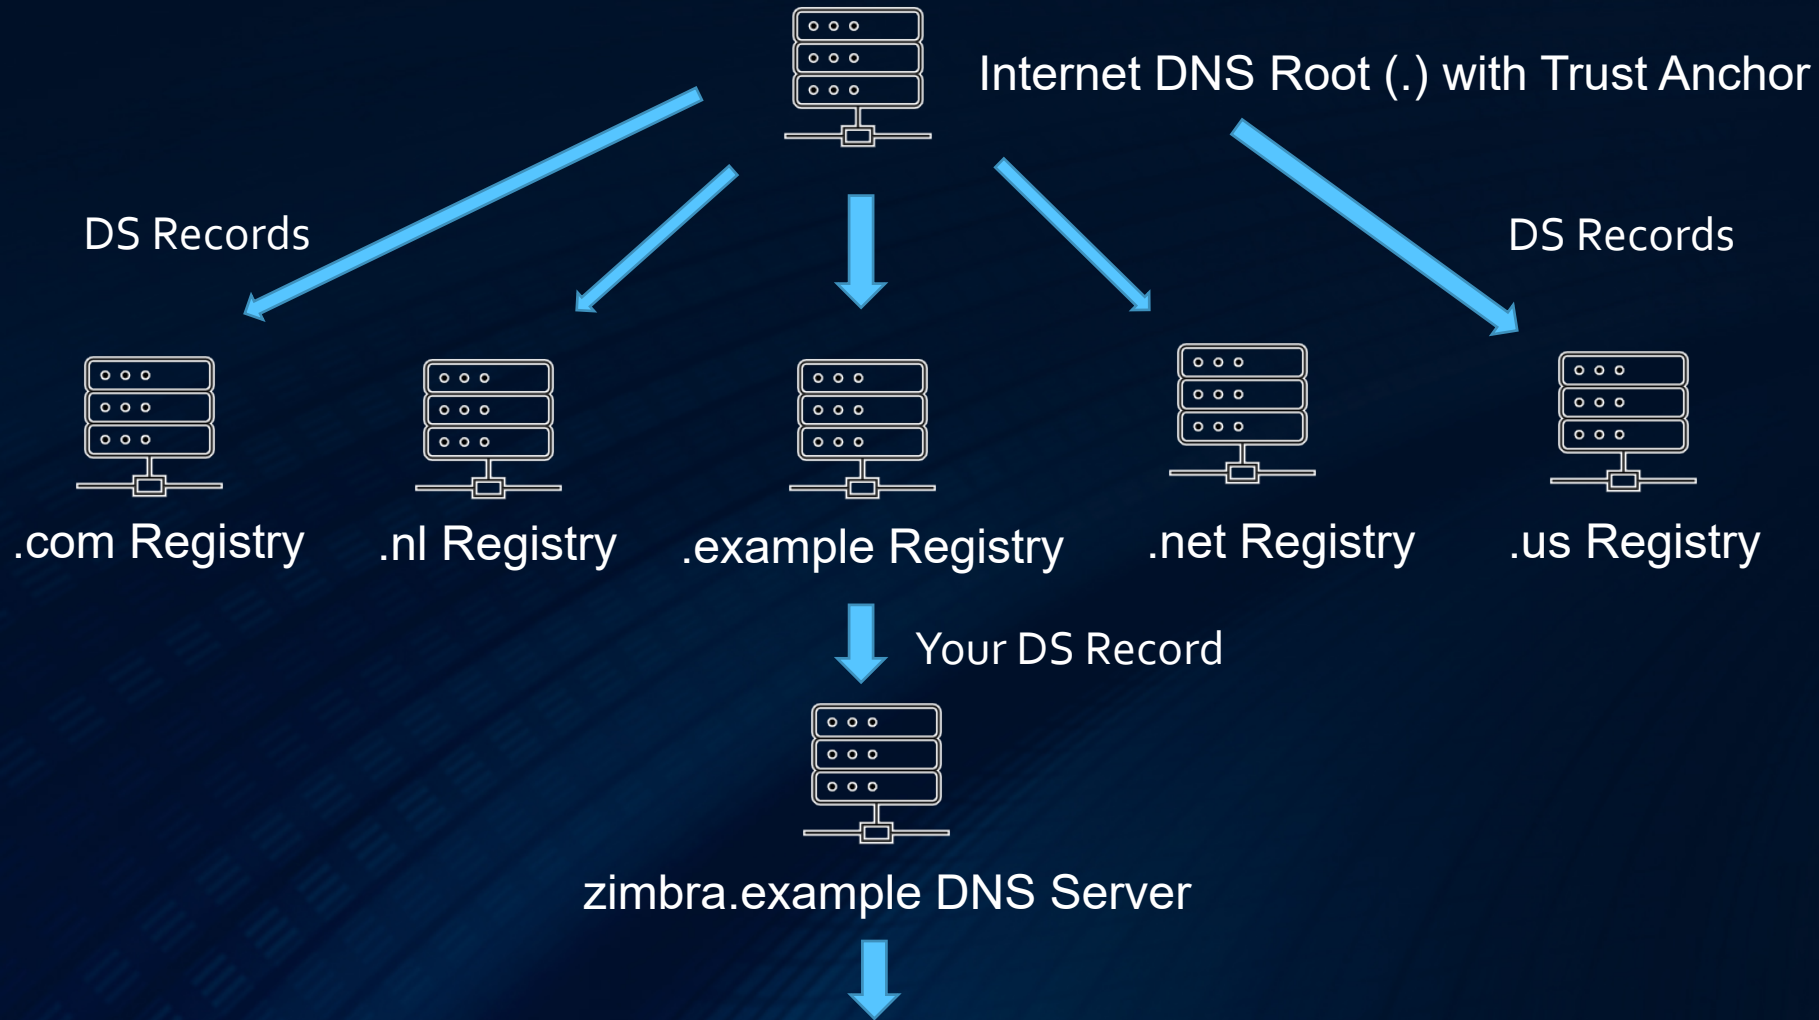 Internet DNS Root (.) with Trust Anchor
DS Records
DS Records
.com Registry
.nl Registry
.example Registry
.net Registry
.us Registry
Your DS Record
zimbra.example DNS Server